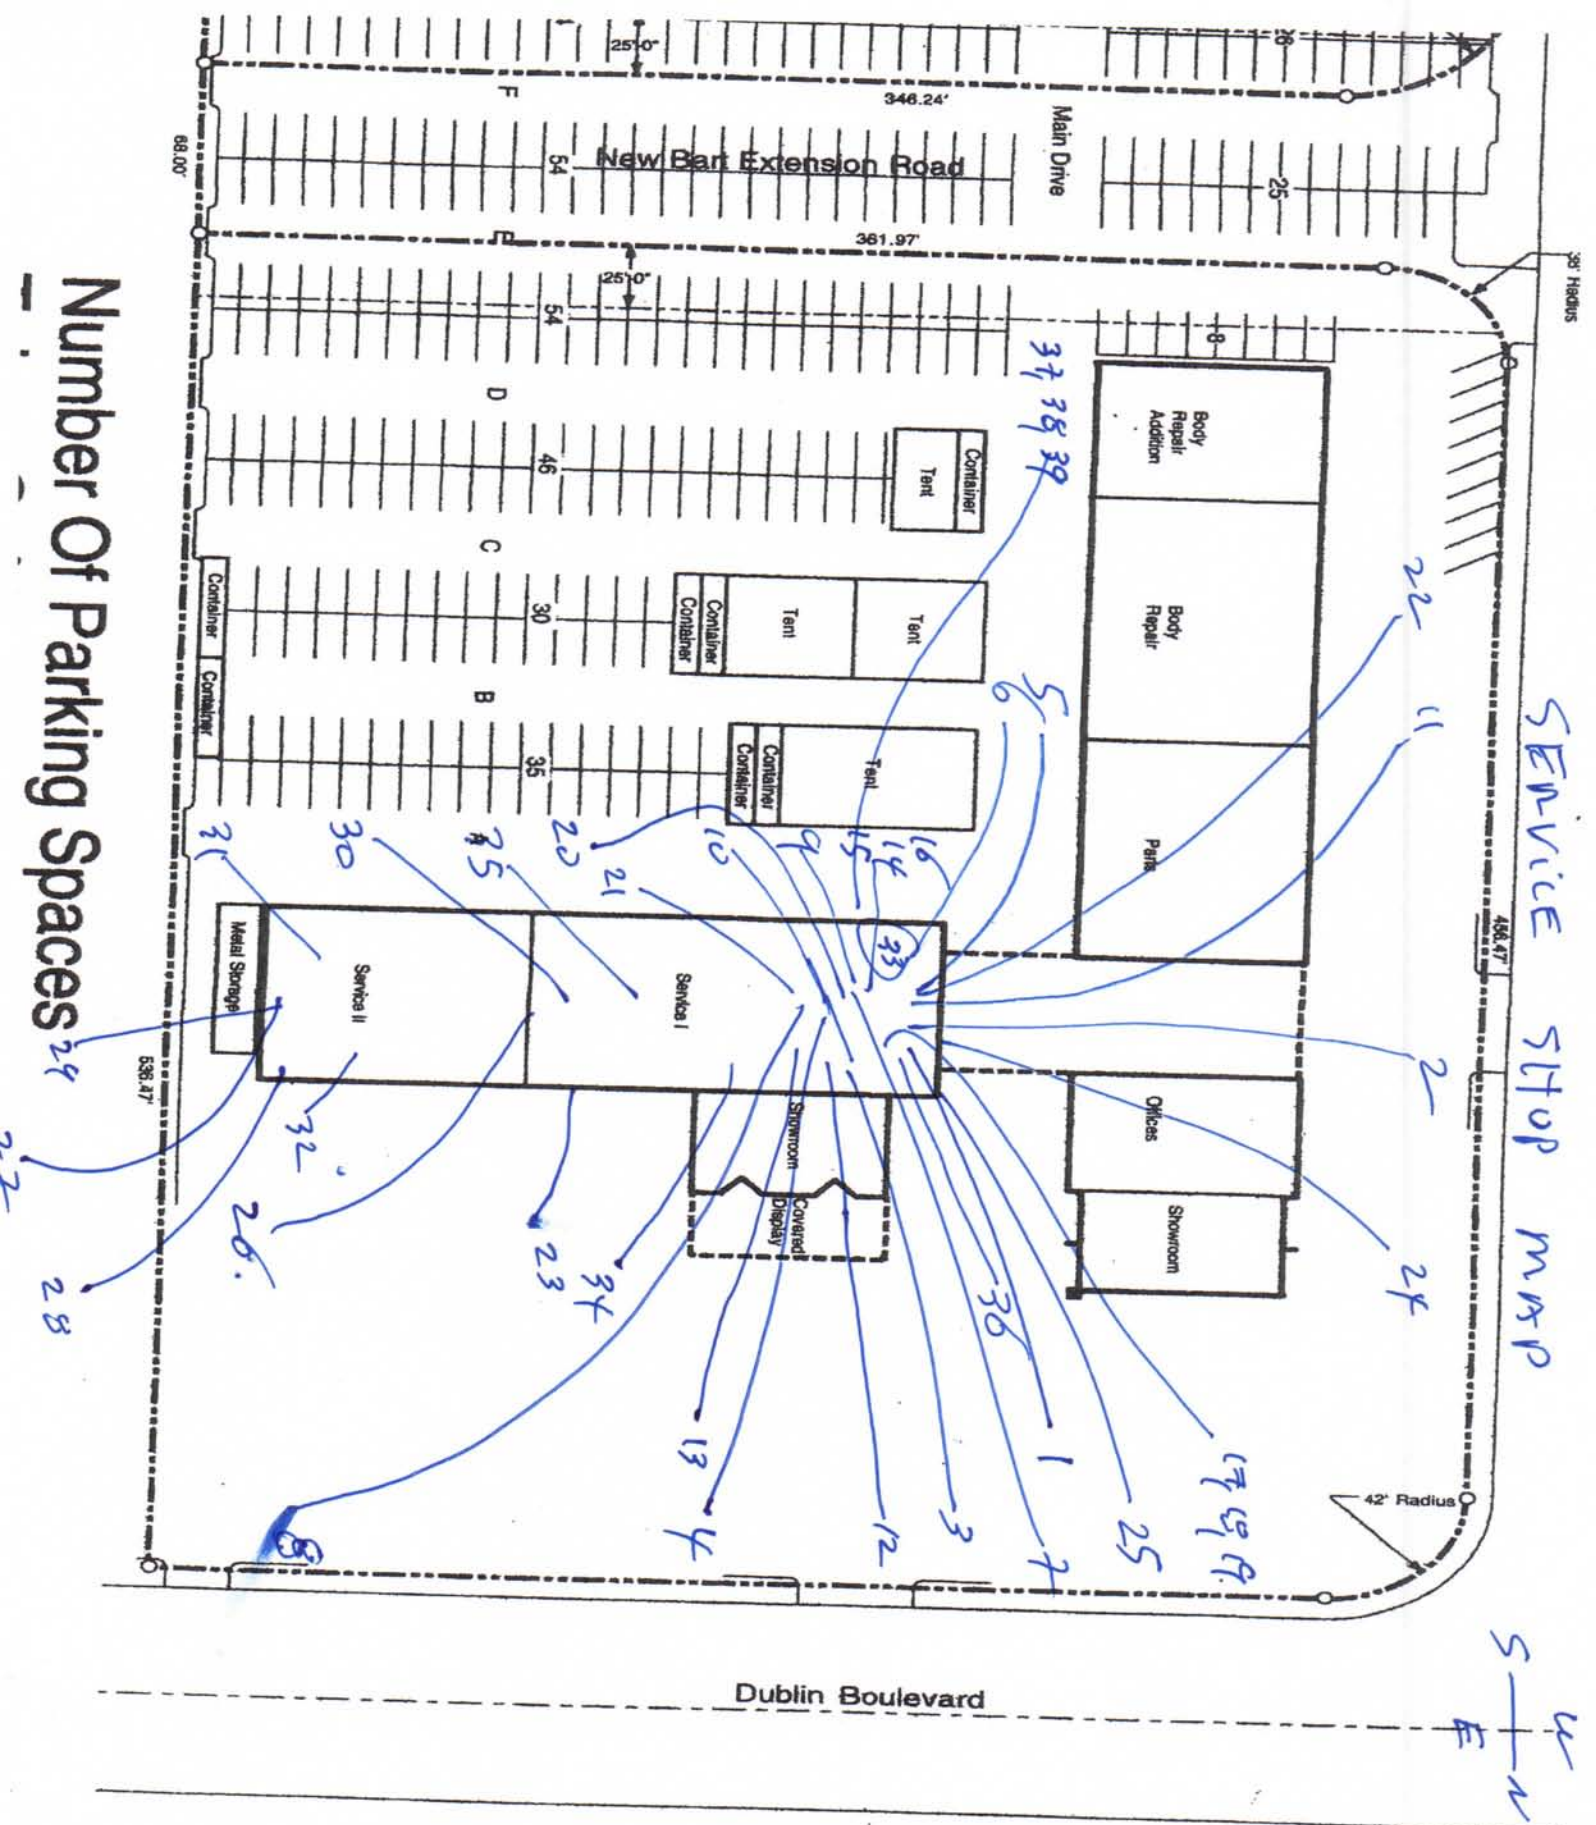 SERVICE SHOP MAP
W
S N
E
38' Radius
456.47'
42' Radius
26
25
8
Main Drive
346.24'
New Bart Extension Road
361.97'
25'-0"
25'-0"
54
54
46
30
35
F
E
D
C
B
A
68.00'
536.47'
Body
Repair
Addition
Body
Repair
Parts
Offices
Showroom
Container
Tent
Tent
Tent
Container
Container
Tent
Container
Container
Container
Container
Service I
Service II
Metal Storage
Showroom
Covered
Display
Dublin Boulevard
Number Of Parking Spaces
37, 38, 39
22
11
5
6
2
24
16
14
15
9
10
21
20
35
30
31
33
36
1
25
7
3
12
4
13
8
34
23
26.
32
29
27
28